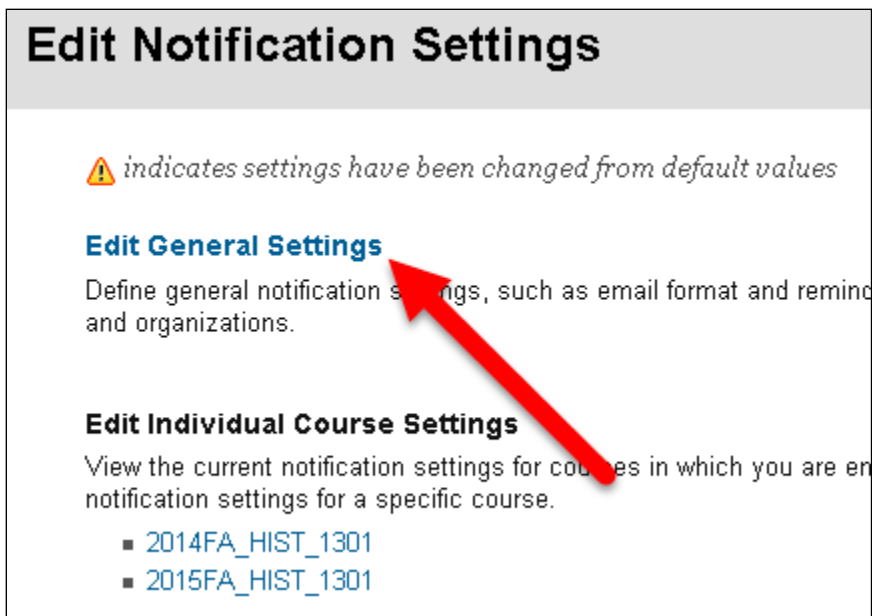 Edit Notification Settings
indicates settings have been changed from default values
Edit General Settings
Define general notification such as email format and
and organizations.
Edit Individual Course Settings
View the current notification settings for in which you are
notification settings for a specific course.
2014FA_HIST_1301
2015FA_HIST_1301